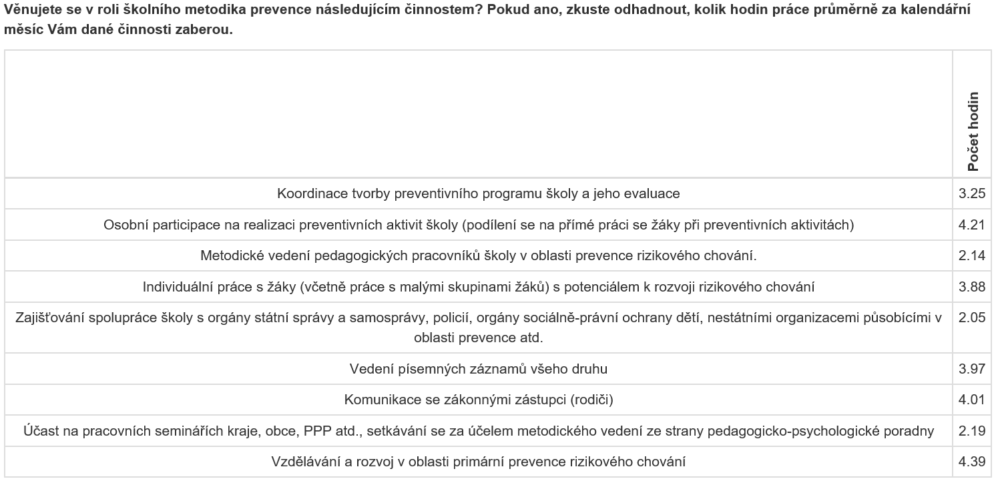 Věnujete se v roli školního metodika prevence následujícím činnostem? Pokud ano, zkuste odhadnout, kolik hodin práce průměrně za kalendářní
měsíc Vám dané činnosti zaberou.
Počet hodin
Koordinace tvorby preventivního programu školy a jeho evaluace 3.25
Osobní participace na realizaci preventivních aktivit školy (podílení se na přímé práci se žáky při preventivních aktivitách) 4.21
Metodické vedení pedagogických pracovníků školy v oblasti prevence rizikového chování. 2.14
Individuální práce s žáky (včetně práce s malými skupinami žáků) s potenciálem k rozvoji rizikového chování 3.88
Zajišťování spolupráce školy s orgány státní správy a samosprávy, policií, orgány sociálně-právní ochrany dětí, nestátními organizacemi působícími v 2.05
oblasti prevence atd.
Vedení písemných záznamů všeho druhu 3.97
Komunikace se zákonnými zástupci (rodiči) 4.01
Účast na pracovních seminářích kraje, obce, PPP atd., setkávání se za účelem metodického vedení ze strany pedagogicko-psychologické poradny 2.19
Vzdělávání a rozvoj v oblasti primární prevence rizikového chování 4.39